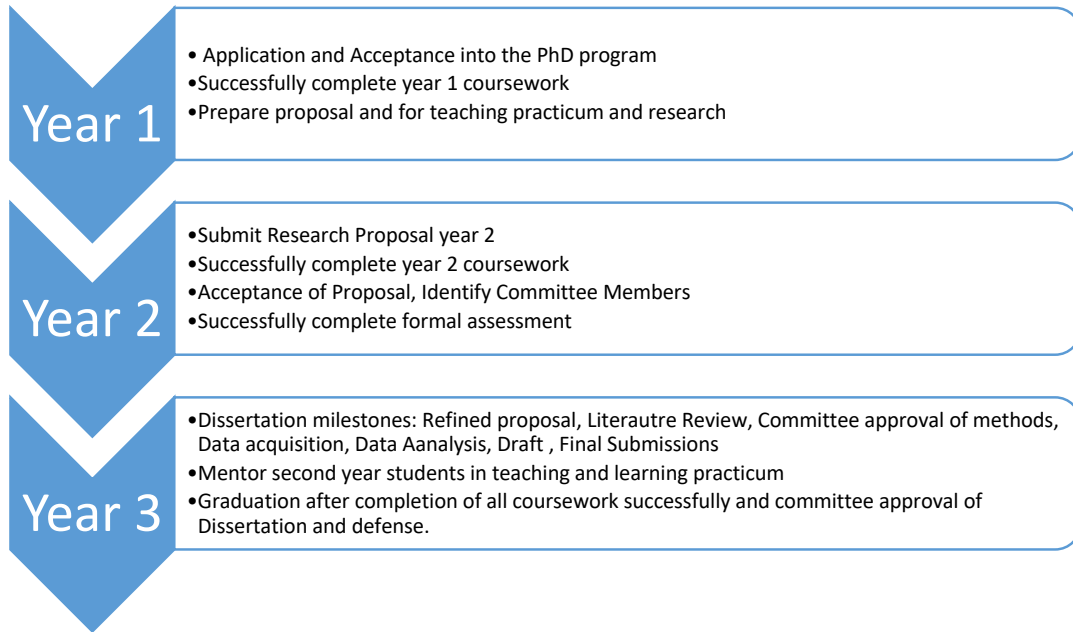 Year 1
• Application and Acceptance into the PhD program
•Successfully complete year 1 coursework
•Prepare proposal and for teaching practicum and research
Year 2
•Submit Research Proposal year 2
•Successfully complete year 2 coursework
•Acceptance of Proposal, Identify Committee Members
•Successfully complete formal assessment
Year 3
•Dissertation milestones: Refined proposal, Literautre Review, Committee approval of methods,
Data acquisition, Data Aanalysis, Draft , Final Submissions
•Mentor second year students in teaching and learning practicum
•Graduation after completion of all coursework successfully and committee approval of
Dissertation and defense.